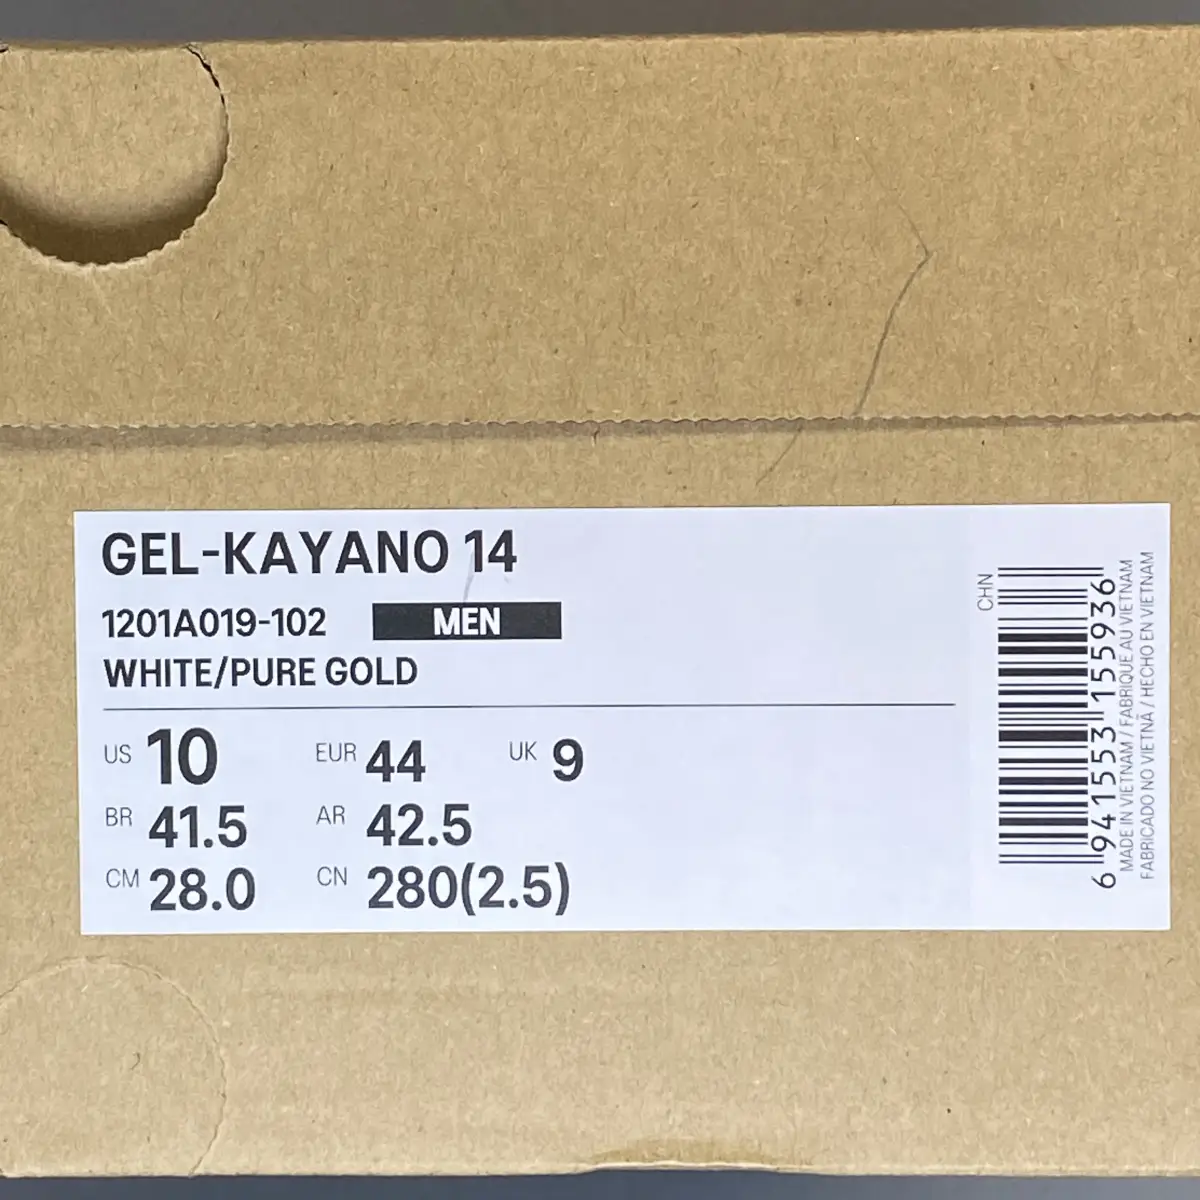 GEL-KAYANO 14
1201A019-102 MEN
WHITE/PURE GOLD
US 10 EUR 44 UK 9
BR 41.5 AR 42.5
CM 28.0 CN 280(2.5)
CHN
6 941553 155936
MADE IN VIETNAM / FABRIQUE AU VIETNAM
FABRICADO NO VIETNÃ / HECHO EN VIETNAM